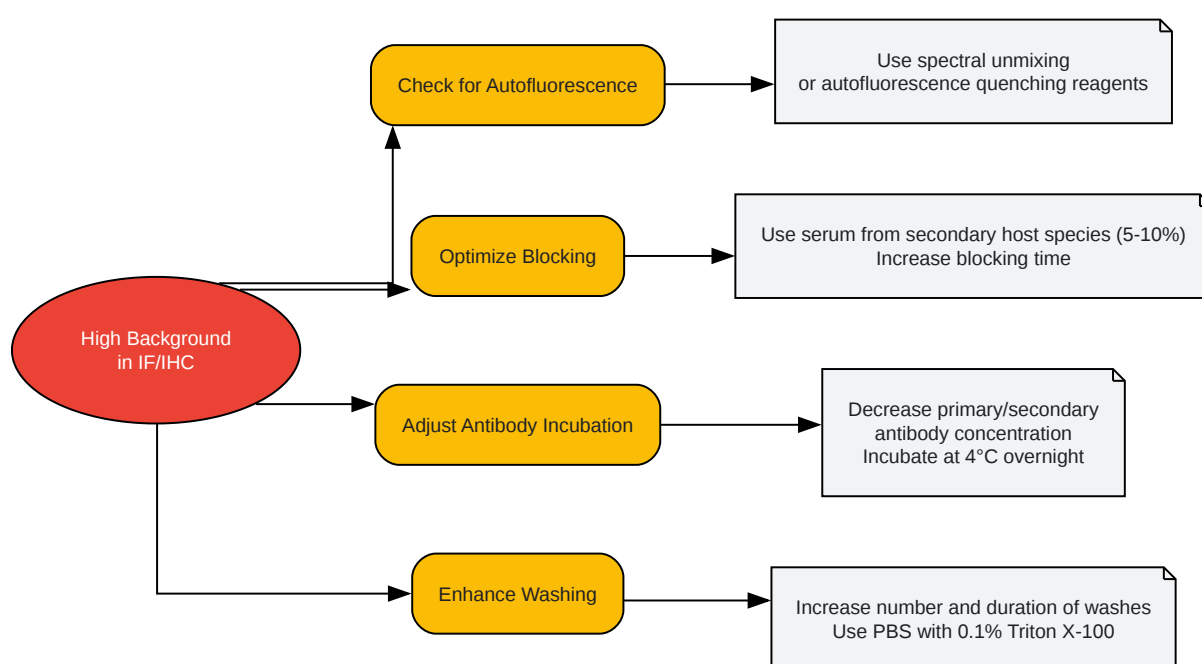 Check for Autofluorescence
Use spectral unmixing
or autofluorescence quenching reagents
Optimize Blocking
Use serum from secondary host species (5-10%)
Increase blocking time
High Background
in IF/IHC
Adjust Antibody Incubation
Decrease primary/secondary
antibody concentration
Incubate at 4°C overnight
Enhance Washing
Increase number and duration of washes
Use PBS with 0.1% Triton X-100